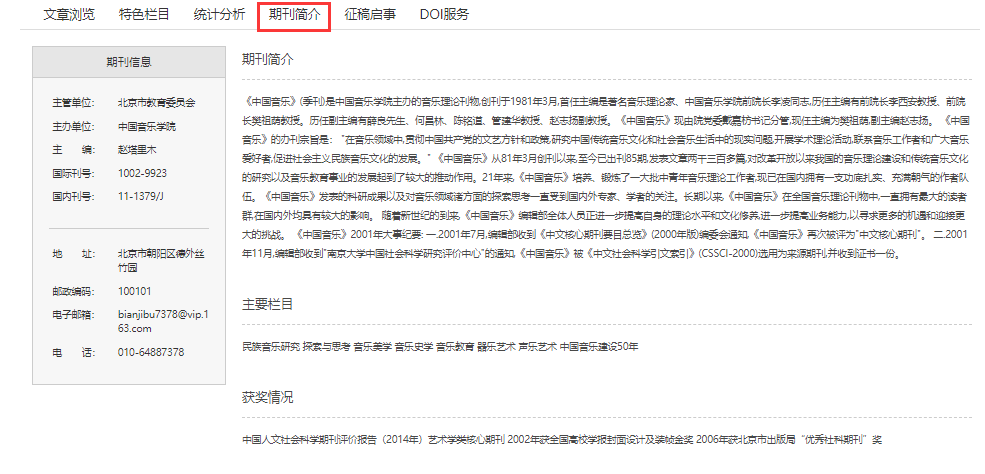 文章浏览 特色栏目 统计分析 期刊简介 征稿启事 DOI服务
期刊信息
主管单位: 北京市教育委员会
主办单位: 中国音乐学院
主 编: 赵塔里木
国际刊号: 1002-9923
国内刊号: 11-1379/J
地 址: 北京市朝阳区德外丝
竹园
邮政编码: 100101
电子邮箱: bianjibu7378@vip.1
63.com
电 话: 010-64887378
期刊简介
《中国音乐》(季刊)是中国音乐学院主办的音乐理论刊物,创刊于1981年3月,首任主编是著名音乐理论家、中国音乐学院前院长李凌同志,历任主编有前院长李西安教授、前院
长樊祖荫教授。历任副主编有薛良先生、何昌林、陈铭道、管建华教授、赵志扬副教授。《中国音乐》现由院党委戴嘉枋书记分管,现任主编为樊祖荫,副主编赵志扬。 《中国
音乐》的办刊宗旨是: "在音乐领域中,贯彻中国共产党的文艺方针和政策,研究中国传统音乐文化和社会音乐生活中的现实问题,开展学术理论活动,联系音乐工作者和广大音乐
爱好者,促进社会主义民族音乐文化的发展。" 《中国音乐》从81年3月创刊以来,至今已出刊85期,发表文章两千三百多篇,对改革开放以来我国的音乐理论建设和传统音乐文化
的研究以及音乐教育事业的发展起到了较大的推动作用。21年来,《中国音乐》培养、锻炼了一大批中青年音乐理论工作者,现已在国内拥有一支功底扎实、充满朝气的作者队
伍。 《中国音乐》发表的科研成果以及对音乐领域诸方面的探索思考一直受到国内外专家、学者的关注。长期以来,《中国音乐》在全国音乐理论刊物中,一直拥有最大的读者
群,在国内外均具有较大的影响。 随着新世纪的到来,《中国音乐》编辑部全体人员正进一步提高自身的理论水平和文化修养,进一步提高业务能力,以寻求更多的机遇和迎接更
大的挑战。 《中国音乐》2001年大事纪要: 一.2001年7月,编辑部收到《中文核心期刊要目总览》(2000年版)编委会通知,《中国音乐》再次被评为"中文核心期刊"。 二.2001
年11月,编辑部收到"南京大学中国社会科学研究评价中心"的通知,《中国音乐》被《中文社会科学引文索引》(CSSCI-2000)选用为来源期刊,并收到证书一份。
主要栏目
民族音乐研究 探索与思考 音乐美学 音乐史学 音乐教育 器乐艺术 声乐艺术 中国音乐建设50年
获奖情况
中国人文社会科学期刊评价报告（2014年）艺术学类核心期刊 2002年获全国高校学报封面设计及装帧金奖 2006年获北京市出版局“优秀社科期刊”奖